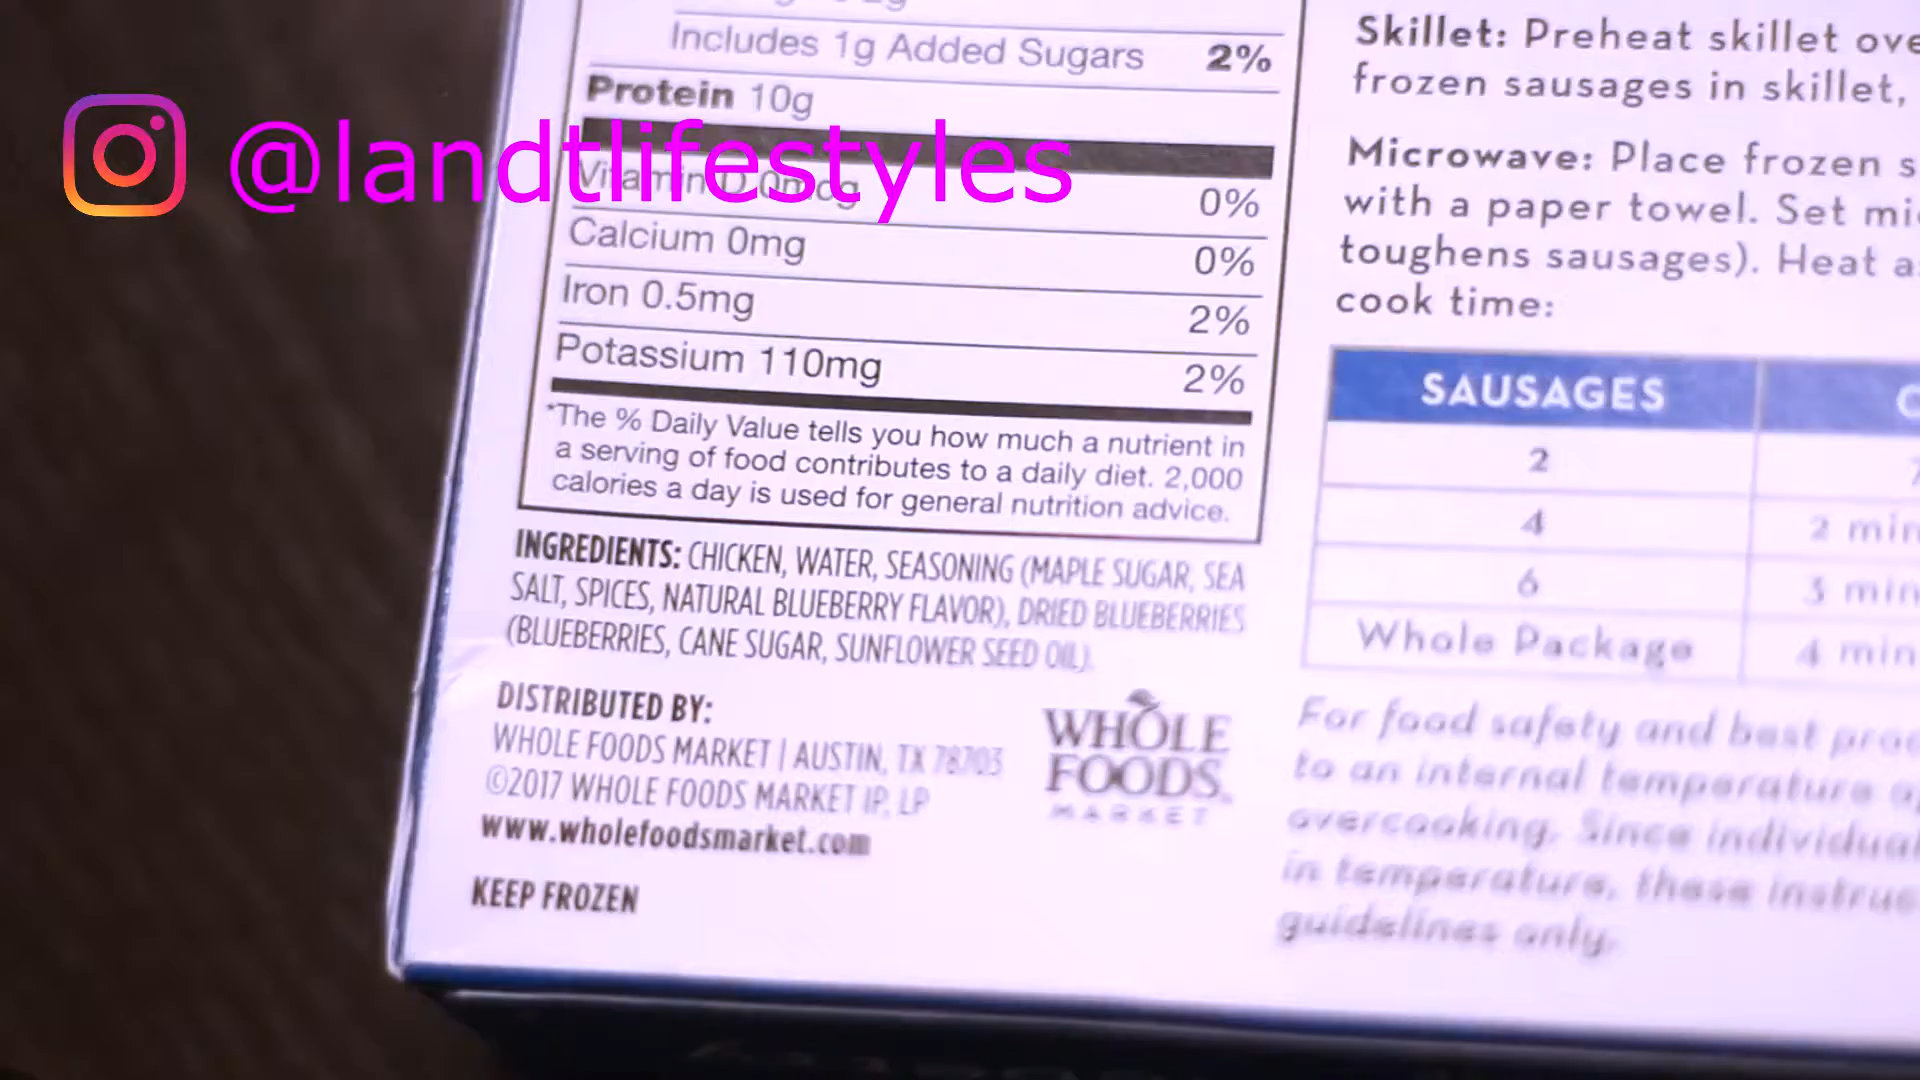 Includes 1g Added Sugars 2%
Protein 10g
@landtlifestyles
Vitamin D 0mcg 0%
Calcium 0mg 0%
Iron 0.5mg 2%
Potassium 110mg 2%
*The % Daily Value tells you how much a nutrient in
a serving of food contributes to a daily diet. 2,000
calories a day is used for general nutrition advice.
INGREDIENTS: CHICKEN, WATER, SEASONING (MAPLE SUGAR, SEA
SALT, SPICES, NATURAL BLUEBERRY FLAVOR), DRIED BLUEBERRIES
(BLUEBERRIES, CANE SUGAR, SUNFLOWER SEED OIL).
DISTRIBUTED BY:
WHOLE FOODS MARKET | AUSTIN, TX 78703
©2017 WHOLE FOODS MARKET IP, LP
www.wholefoodsmarket.com
KEEP FROZEN
WHOLE
FOODS
MARKET
Skillet: Preheat skillet
frozen sausages in skillet,
Microwave: Place frozen
with a paper towel. Set
toughens sausages). Heat
cook time:
SAUSAGES
2
4 2 min
6 3 min
Whole Package 4 min
For food safety and best
to an internal temperature
overcooking. Since individual
in temperature, these
guidelines only.